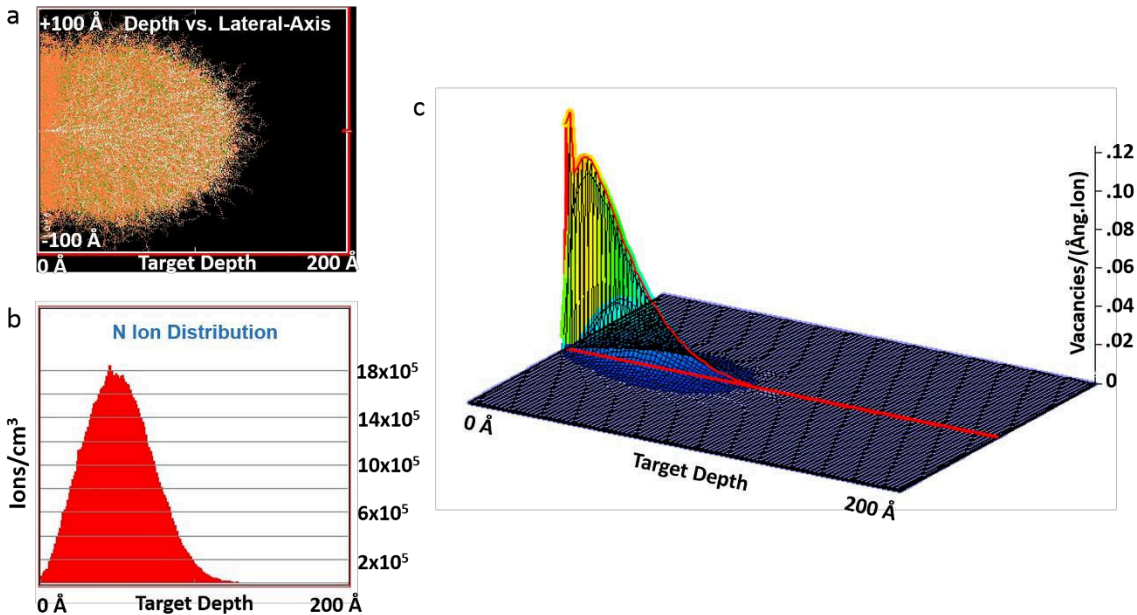 a
+100 Å Depth vs. Lateral-Axis
-100 Å
0 Å Target Depth 200 Å
b
N Ion Distribution
Ions/cm³
18x10⁵
14x10⁵
10x10⁵
6x10⁵
2x10⁵
0 Å Target Depth 200 Å
c
Vacancies/(Ång.Ion)
.12
.10
.08
.06
.04
.02
0
0 Å
Target Depth
200 Å